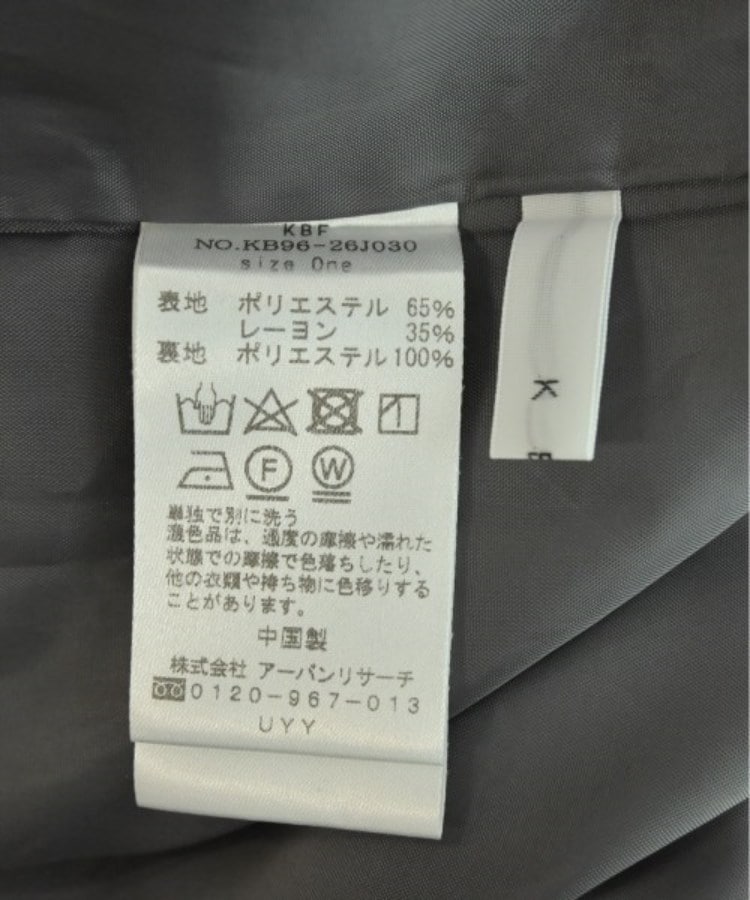 KBF
NO.KB96-26J030
size One
表地 ポリエステル 65%
レーヨン 35%
裏地 ポリエステル100%
F W
単独で別に洗う
濃色品は、過度の摩擦や濡れた
状態での摩擦で色落ちしたり、
他の衣類や持ち物に色移りする
ことがあります。
中国製
株式会社 アーバンリサーチ
0120-967-013
UYY
K